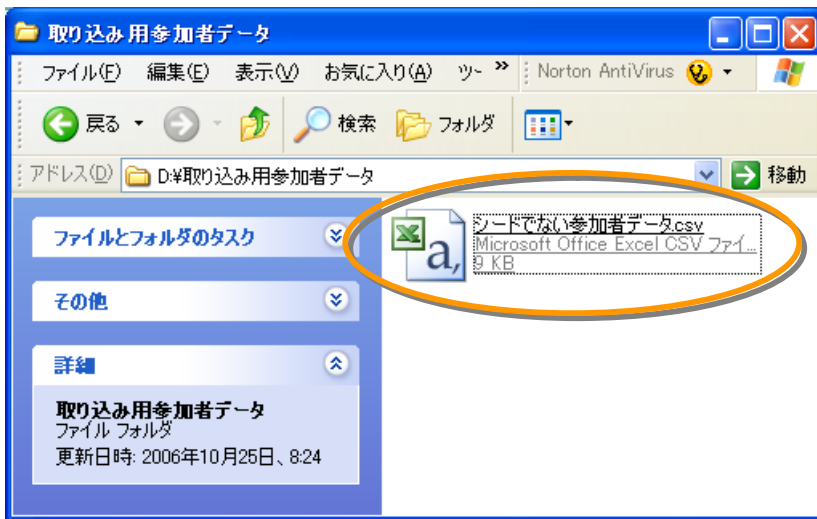 取り込み用参加者データ
ファイル(F) 編集(E) 表示(V) お気に入り(A) ツー » Norton AntiVirus
戻る 検索 フォルダ
アドレス(D) D:¥取り込み用参加者データ 移動
ファイルとフォルダのタスク
その他
詳細
取り込み用参加者データ
ファイル フォルダ
更新日時: 2006年10月25日、8:24
シードでない参加者データ.csv
Microsoft Office Excel CSV ファイ...
9 KB
a,